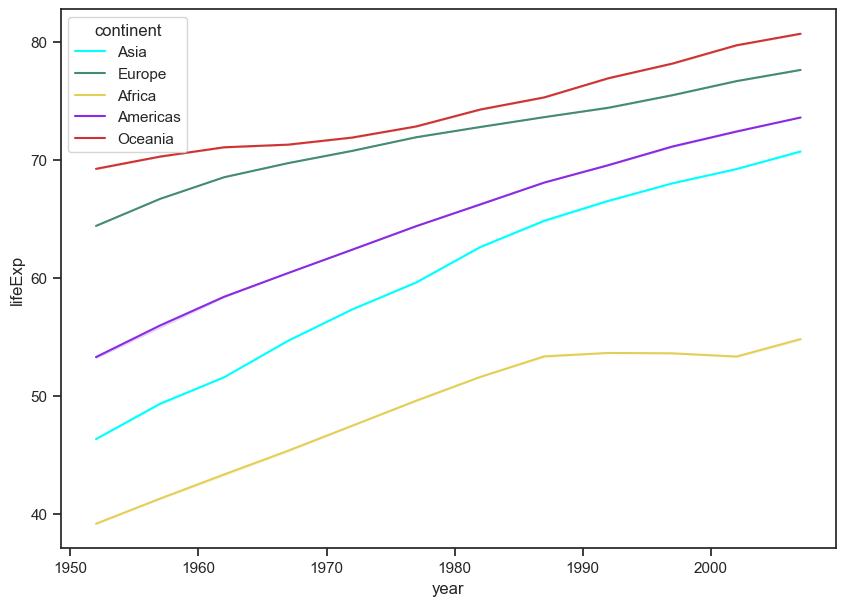 continent
Asia
Europe
Africa
Americas
Oceania
80
70
60
50
40
lifeExp
1950 1960 1970 1980 1990 2000
year